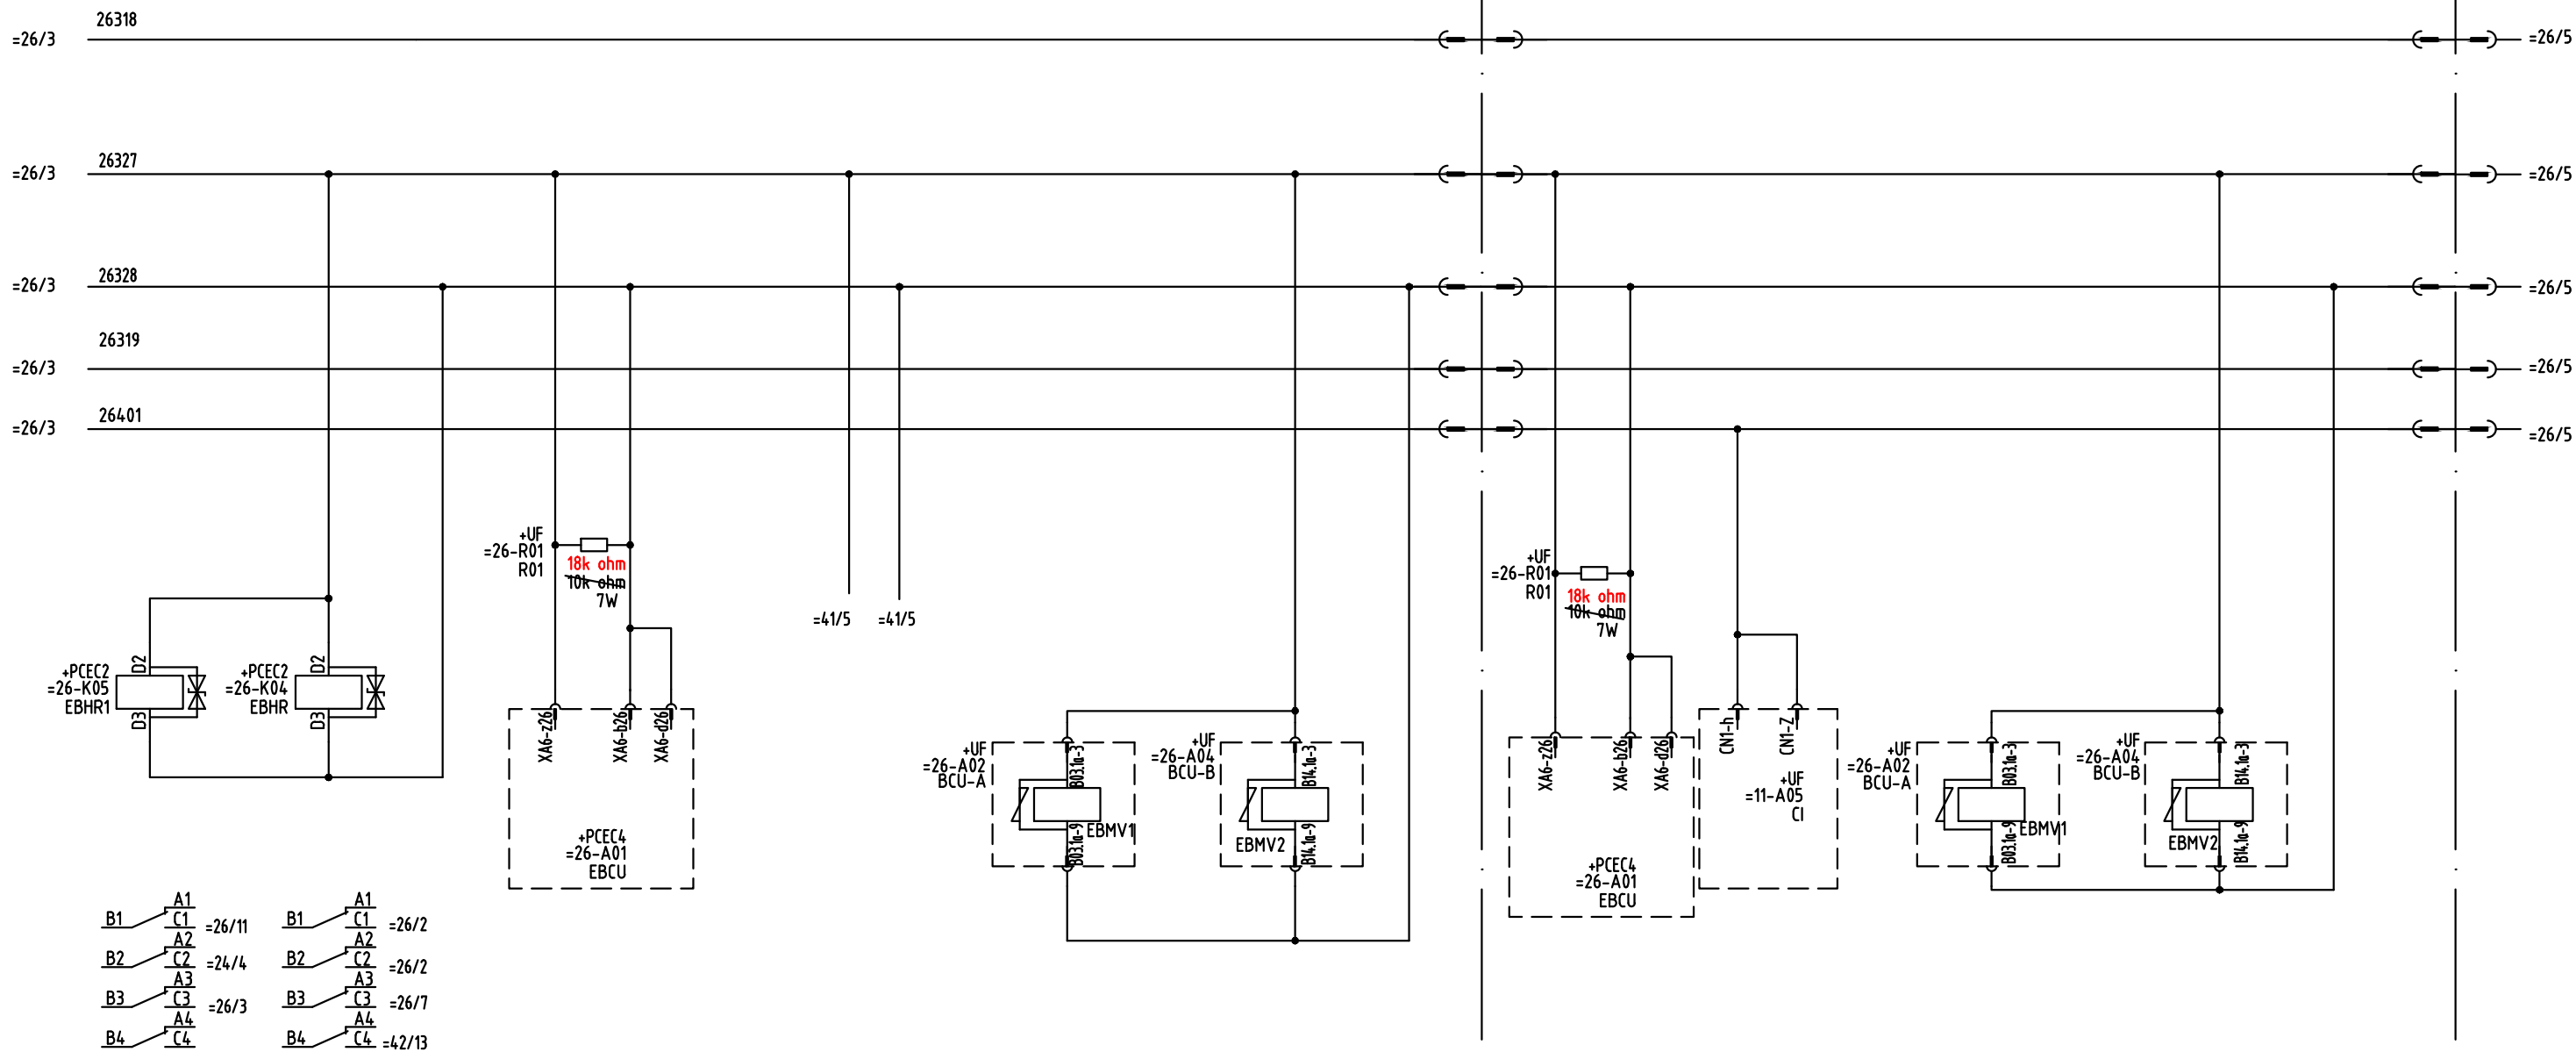 26318
=26/3
=26/5
26327
=26/3
=26/5
26328
=26/3
=26/5
26319
=26/3
=26/5
26401
=26/3
=26/5
+UF
=26-R01
R01
18k ohm
10k ohm
7W
=41/5
=41/5
+UF
=26-R01
R01
18k ohm
10k ohm
7W
+PCEC2
=26-K05
EBHR1
D2
D3
+PCEC2
=26-K04
EBHR
D2
D3
XA6-z26
XA6-b26
XA6-d26
+PCEC4
=26-A01
EBCU
+UF
=26-A02
BCU-A
B03.1a-3
EBMV1
B03.1a-9
+UF
=26-A04
BCU-B
B14.1a-3
EBMV2
B14.1a-9
XA6-z26
XA6-b26
XA6-d26
+PCEC4
=26-A01
EBCU
CN1-h
CN1-Z
+UF
=11-A05
CI
+UF
=26-A02
BCU-A
B03.1a-3
EBMV1
B03.1a-9
+UF
=26-A04
BCU-B
B14.1a-3
EBMV2
B14.1a-9
A1
B1 C1 =26/11
A2
B2 C2 =24/4
A3
B3 C3 =26/3
A4
B4 C4
A1
B1 C1 =26/2
A2
B2 C2 =26/2
A3
B3 C3 =26/7
A4
B4 C4 =42/13